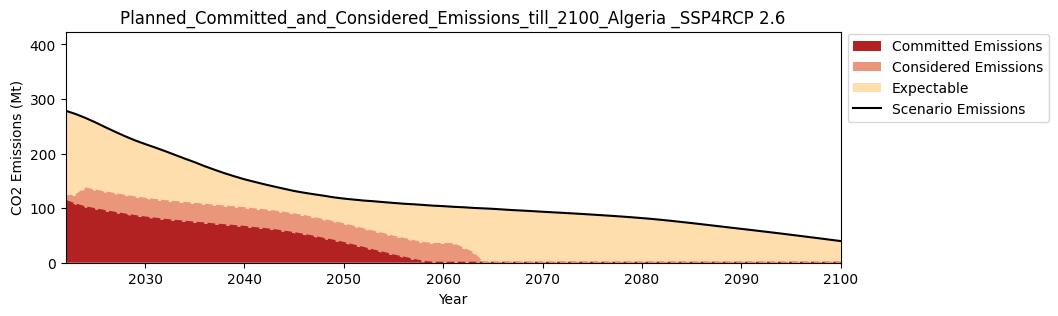 Planned_Committed_and_Considered_Emissions_till_2100_Algeria _SSP4RCP 2.6
CO2 Emissions (Mt)
400
300
200
100
0
2030 2040 2050 2060 2070 2080 2090 2100
Year
Committed Emissions
Considered Emissions
Expectable
Scenario Emissions